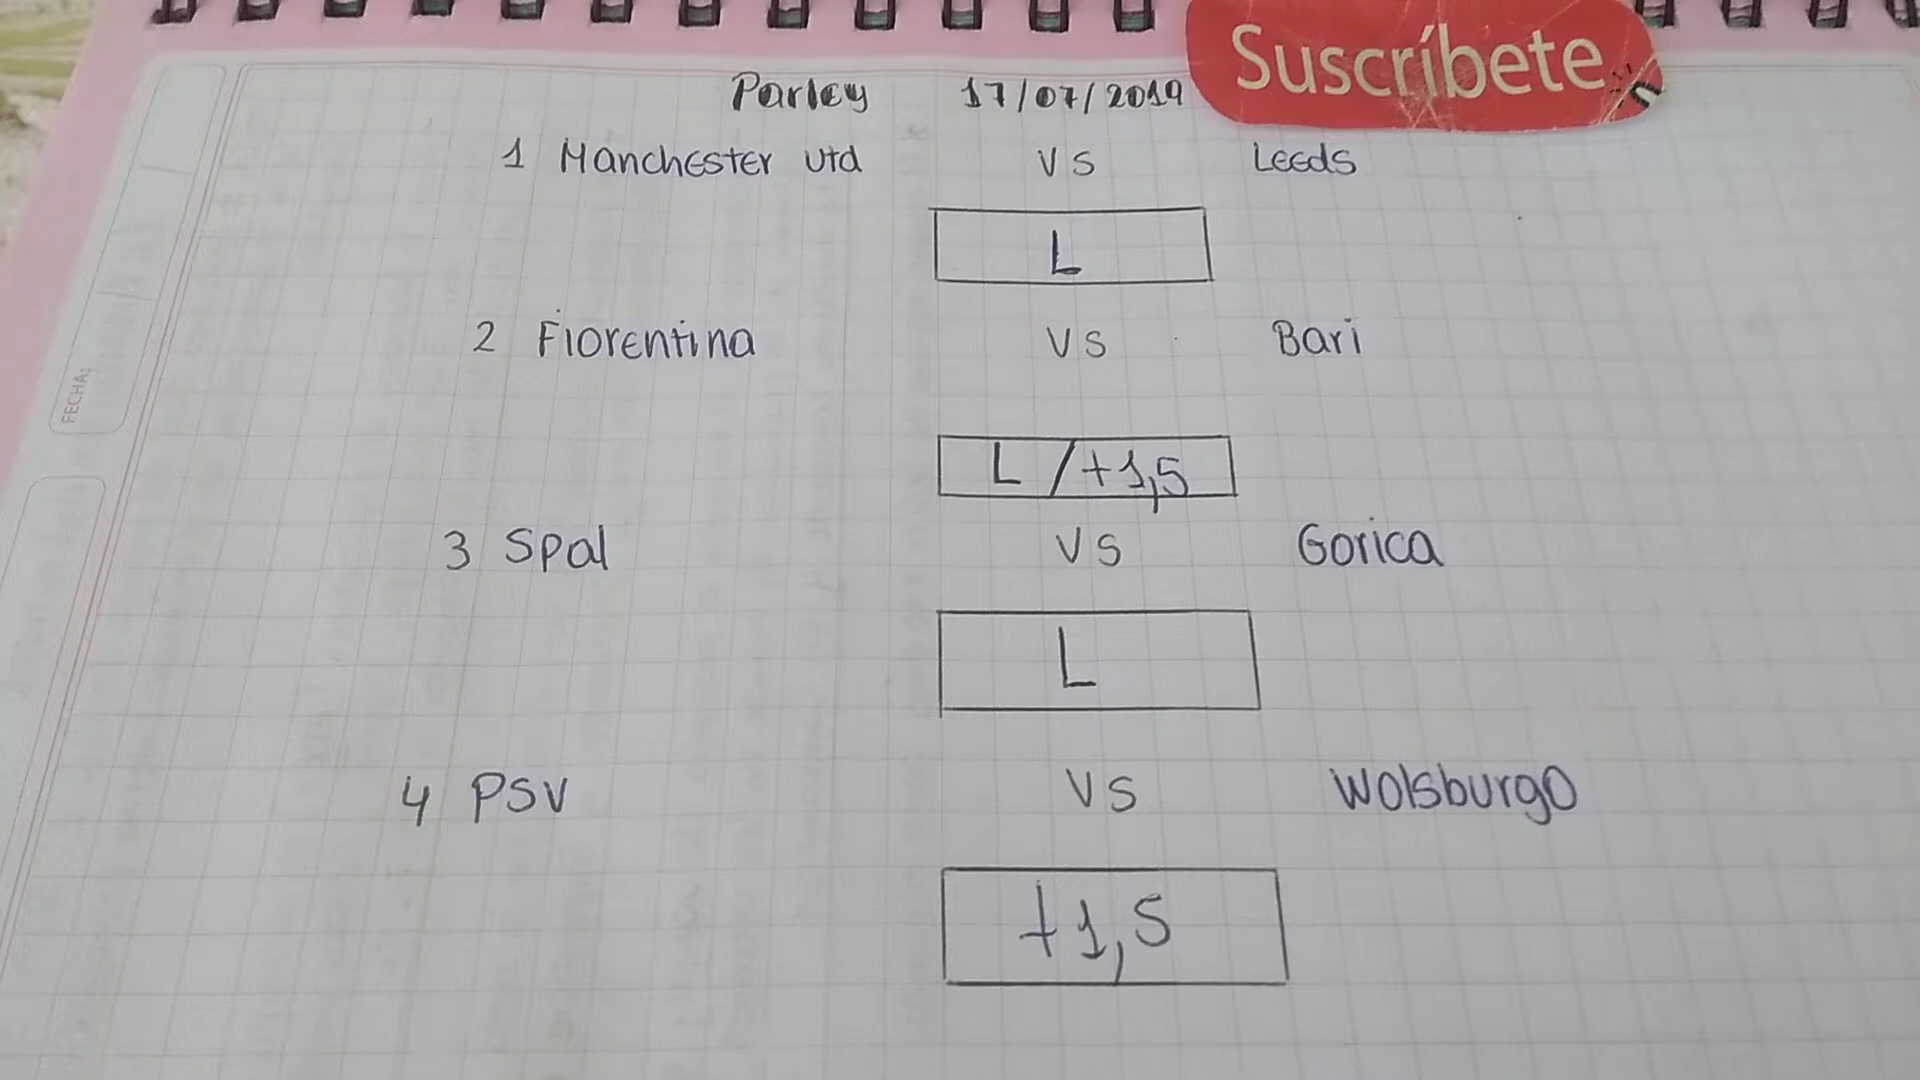 Suscríbete
Parley 17/07/2019
1 Manchester Utd VS Leeds
L
2 Fiorentina VS Bari
L / +1,5
3 Spal VS Gorica
L
4 PSV VS Wolsburgo
+1,5
FECHA: